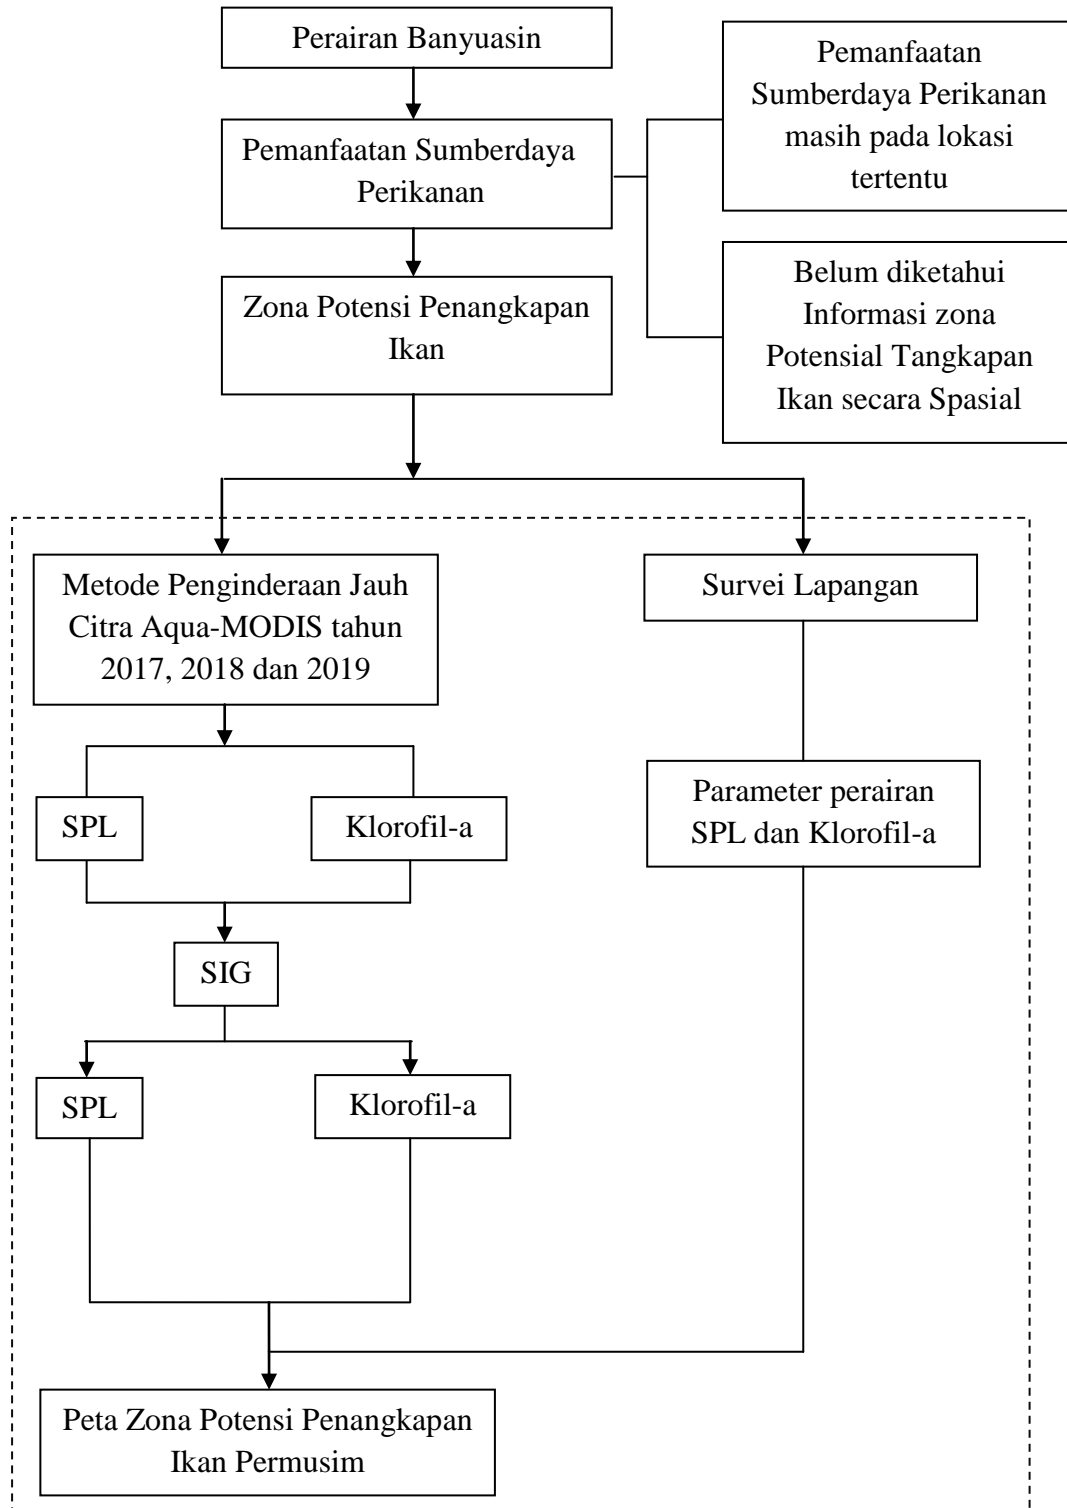 Perairan Banyuasin
Pemanfaatan Sumberdaya
Perikanan
Pemanfaatan
Sumberdaya Perikanan
masih pada lokasi
tertentu
Zona Potensi Penangkapan
Ikan
Belum diketahui
Informasi zona
Potensial Tangkapan
Ikan secara Spasial
Metode Penginderaan Jauh
Citra Aqua-MODIS tahun
2017, 2018 dan 2019
Survei Lapangan
SPL
Klorofil-a
Parameter perairan
SPL dan Klorofil-a
SIG
SPL
Klorofil-a
Peta Zona Potensi Penangkapan
Ikan Permusim